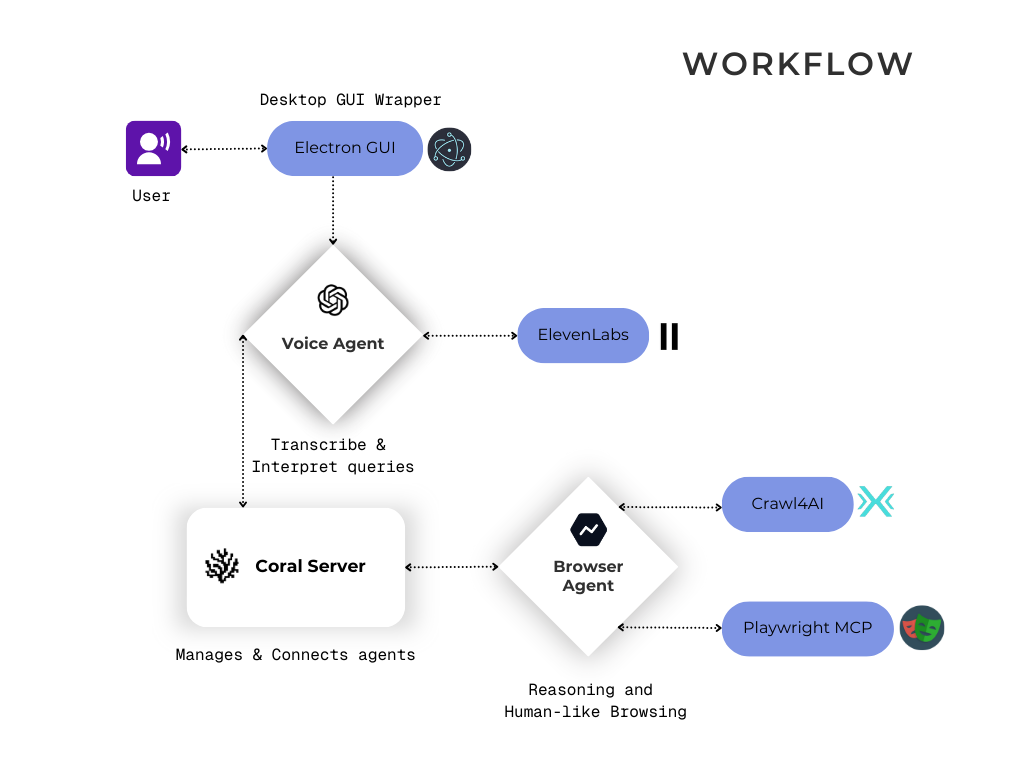 WORKFLOW
Desktop GUI Wrapper
Electron GUI
User
Voice Agent
ElevenLabs
Transcribe &
Interpret queries
Crawl4AI
Coral Server
Browser
Agent
Playwright MCP
Manages & Connects agents
Reasoning and
Human-like Browsing